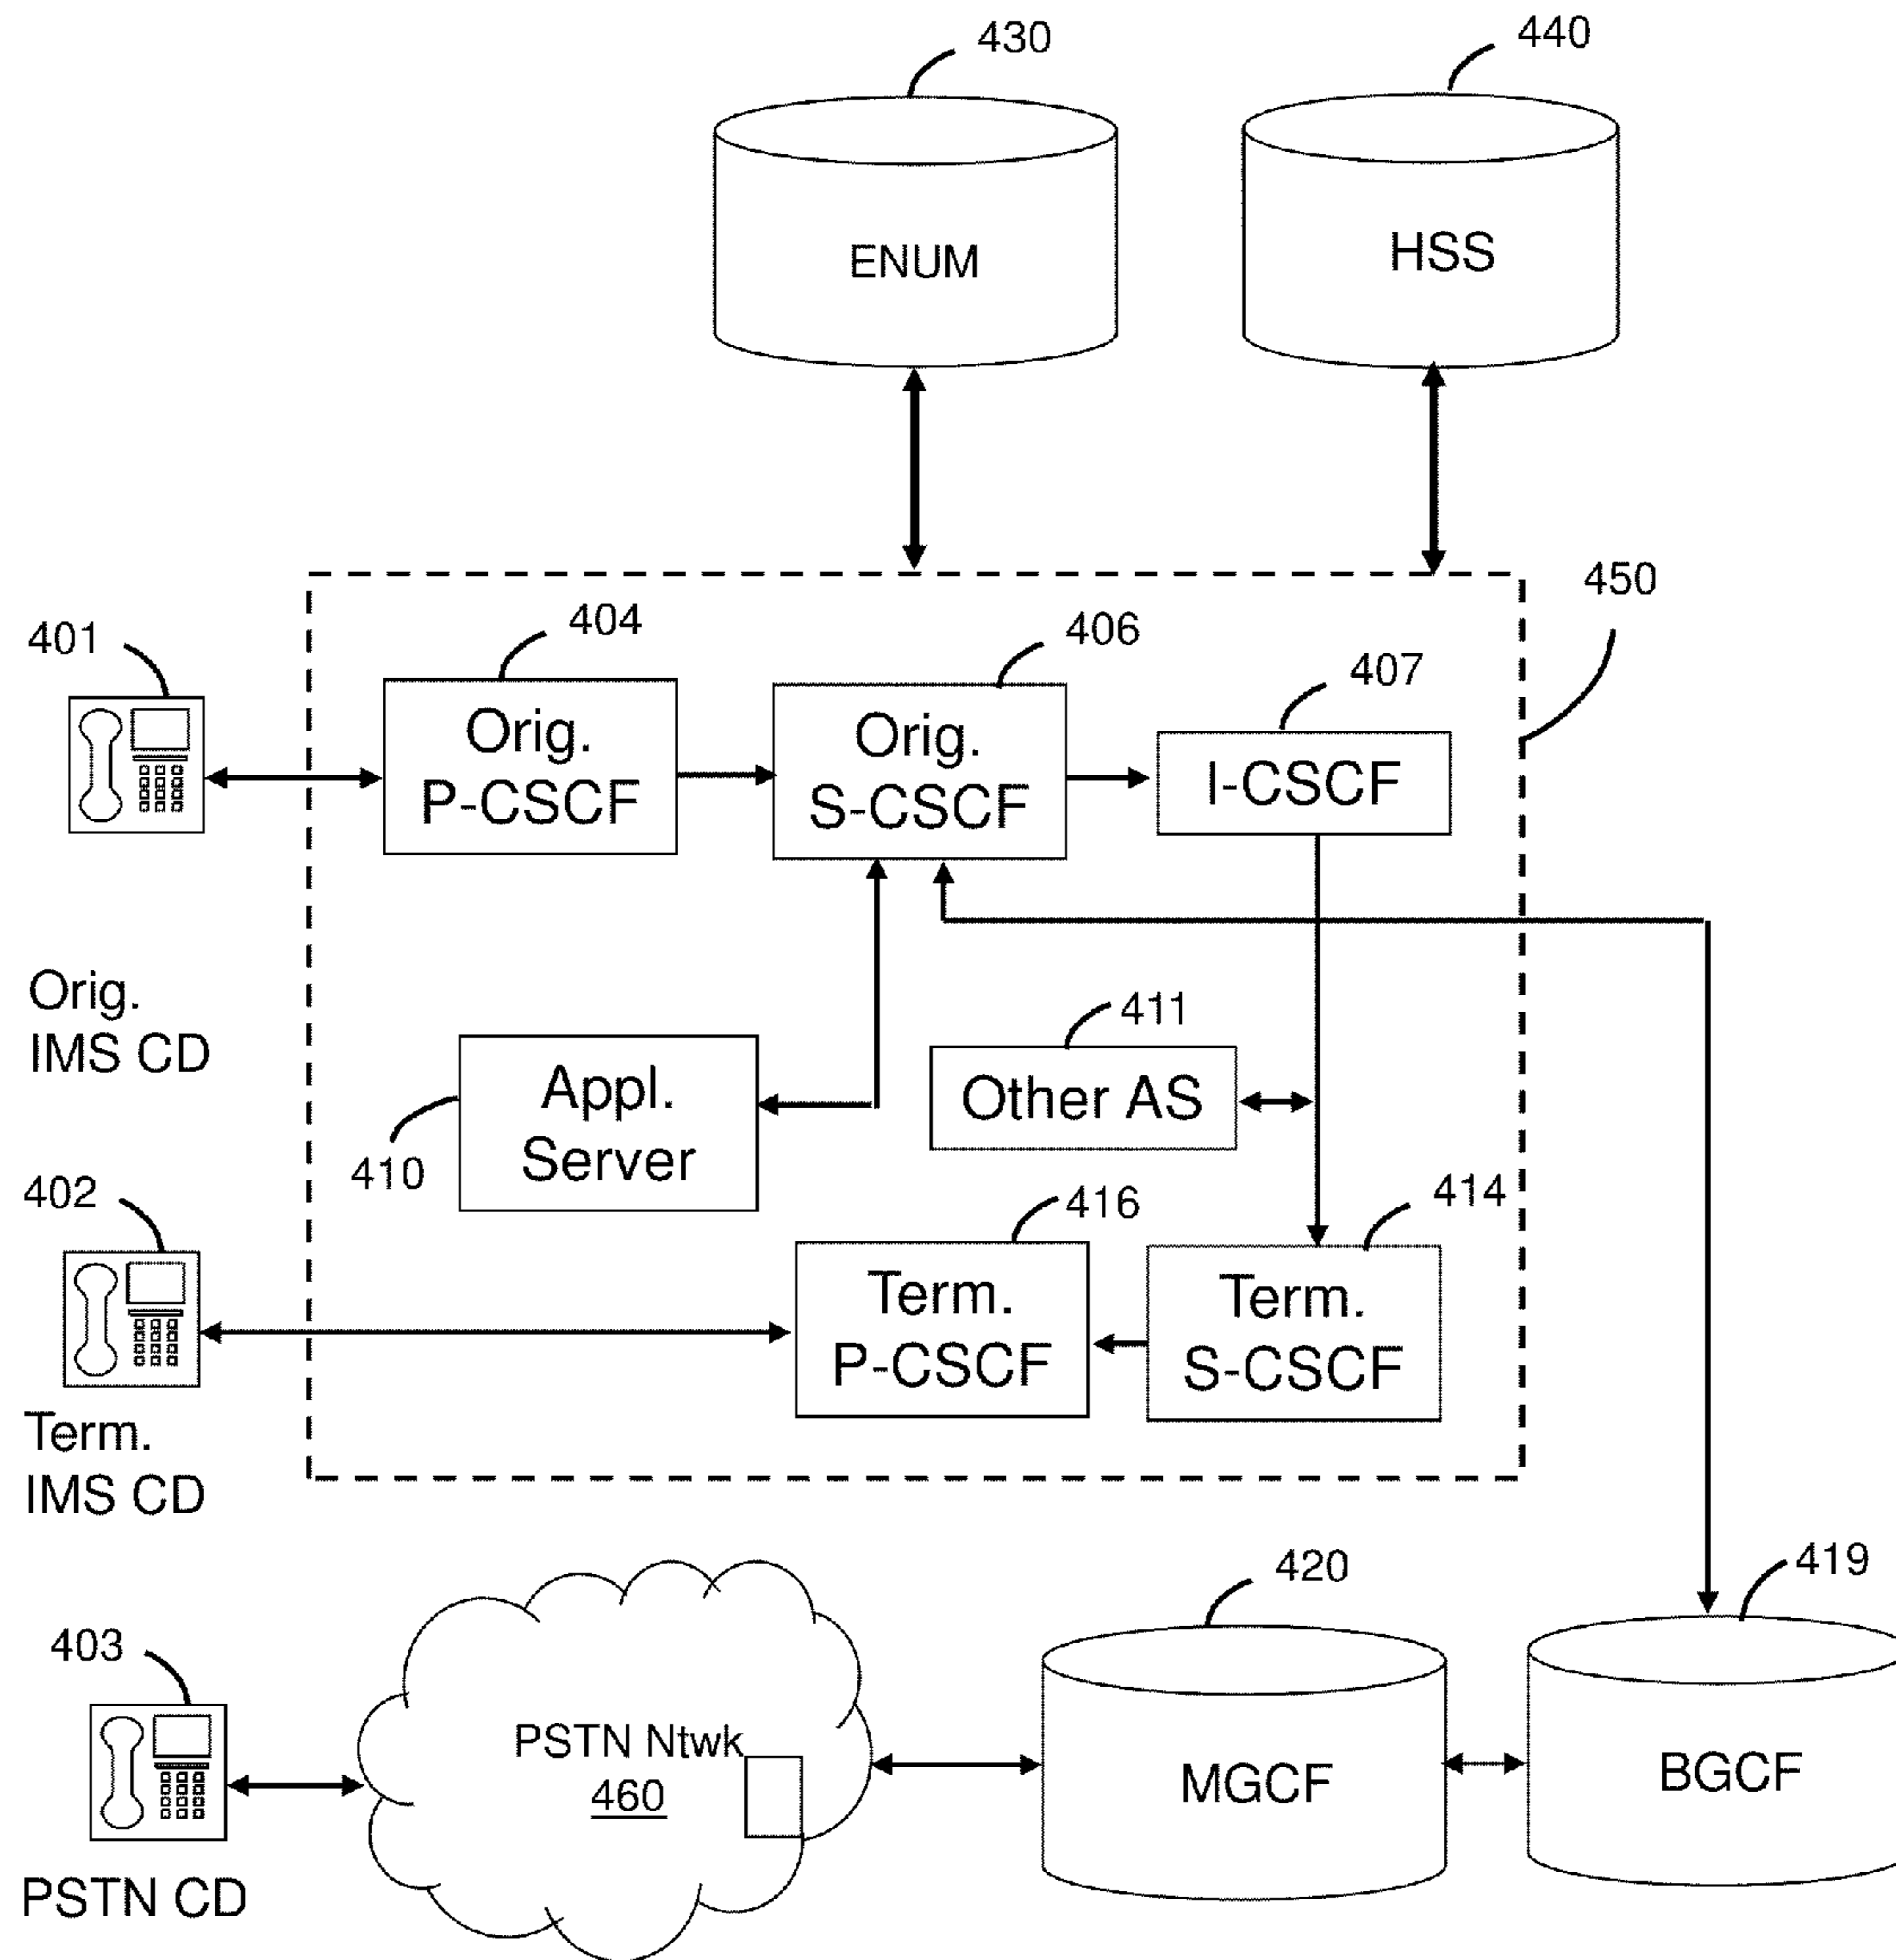 430
440
ENUM
HSS
450
404
406
401
407
Orig.
P-CSCF
Orig.
S-CSCF
I-CSCF
Orig.
IMS CD
411
Appl.
Server
Other AS
410
402
416
414
Term.
P-CSCF
Term.
S-CSCF
Term.
IMS CD
420
419
403
PSTN Ntwk
460
MGCF
BGCF
PSTN CD